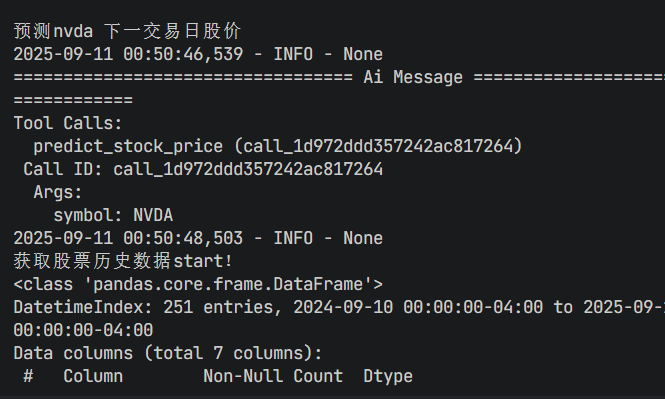 预测nvda 下一交易日股价
2025-09-11 00:50:46,539 - INFO - None
================================== Ai Message ===================
============
Tool Calls:
  predict_stock_price (call_1d972ddd357242ac817264)
 Call ID: call_1d972ddd357242ac817264
  Args:
    symbol: NVDA
2025-09-11 00:50:48,503 - INFO - None
获取股票历史数据start!
<class 'pandas.core.frame.DataFrame'>
DatetimeIndex: 251 entries, 2024-09-10 00:00:00-04:00 to 2025-09-
00:00:00-04:00
Data columns (total 7 columns):
 #   Column        Non-Null Count  Dtype